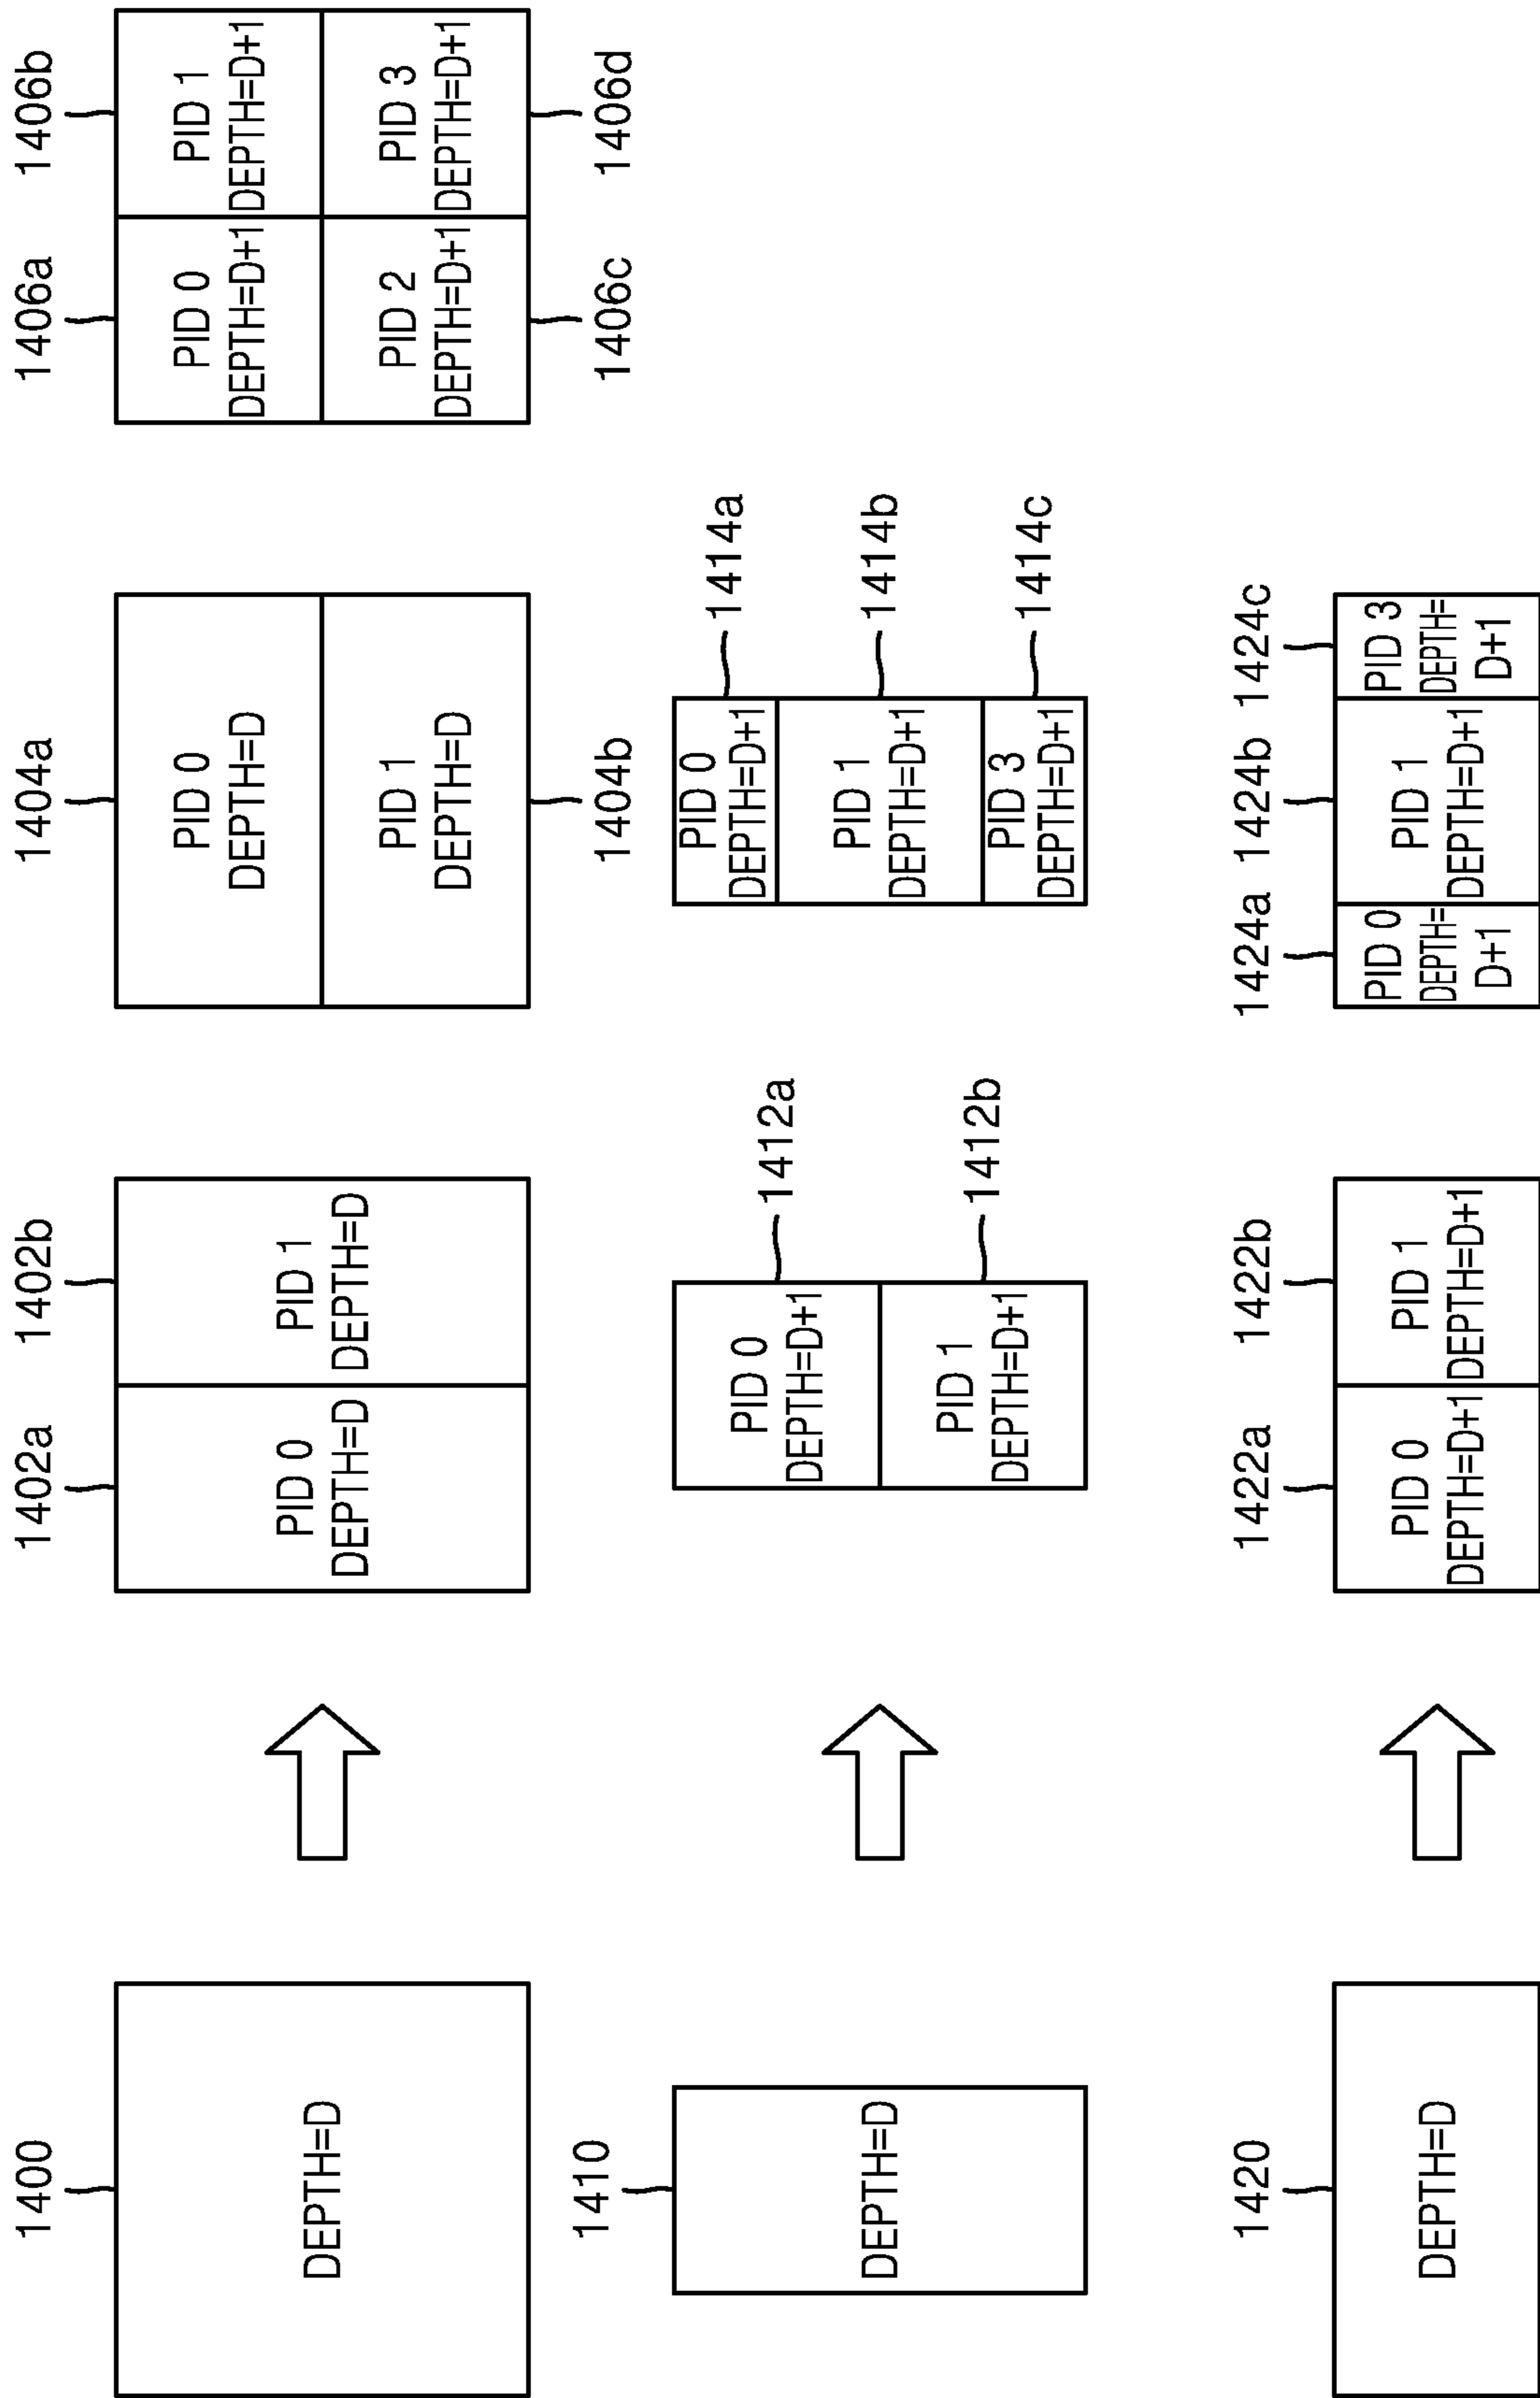 1400
DEPTH=D
1402a
1402b
PID 0
DEPTH=D
PID 1
DEPTH=D
1404a
PID 0
DEPTH=D
PID 1
DEPTH=D
1404b
1406a
1406b
PID 0
DEPTH=D+1
PID 1
DEPTH=D+1
PID 2
DEPTH=D+1
PID 3
DEPTH=D+1
1406c
1406d
1410
DEPTH=D
PID 0
DEPTH=D+1
1412a
PID 1
DEPTH=D+1
1412b
PID 0
DEPTH=D+1
1414a
PID 1
DEPTH=D+1
1414b
PID 3
DEPTH=D+1
1414c
1420
DEPTH=D
1422a
1422b
PID 0
DEPTH=D+1
PID 1
DEPTH=D+1
1424a
1424b
1424c
PID 0
DEPTH=
D+1
PID 1
DEPTH=D+1
PID 3
DEPTH=
D+1